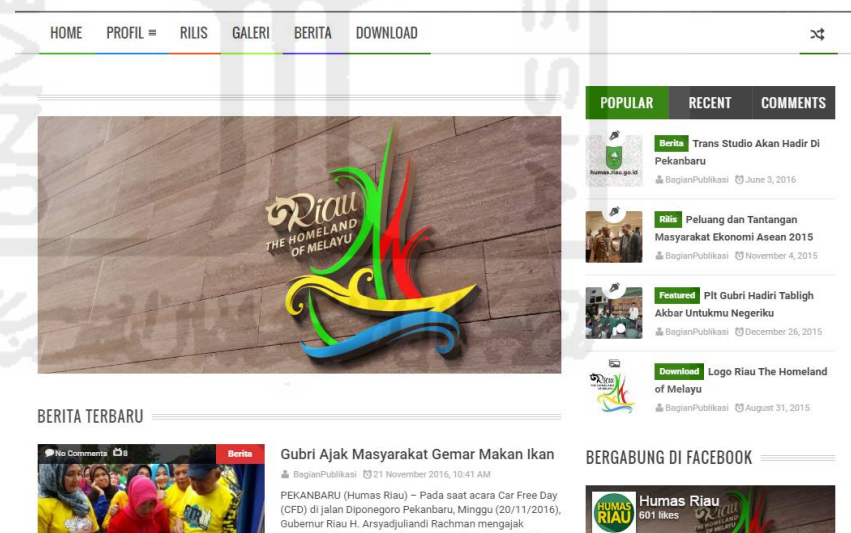 HOME PROFIL = RILIS GALERI BERITA DOWNLOAD
Riau
THE HOMELAND
OF MELAYU
POPULAR RECENT COMMENTS
humas.riau.go.id
Berita Trans Studio Akan Hadir Di
Pekanbaru
BagianPublikasi June 3, 2016
Rilis Peluang dan Tantangan
Masyarakat Ekonomi Asean 2015
BagianPublikasi November 4, 2015
Featured Plt Gubri Hadiri Tabligh
Akbar Untukmu Negeriku
BagianPublikasi December 26, 2015
Riau
Download Logo Riau The Homeland
of Melayu
BagianPublikasi August 31, 2015
BERITA TERBARU
No Comments 8 Berita
Gubri Ajak Masyarakat Gemar Makan Ikan
BagianPublikasi 21 November 2016, 10:41 AM
PEKANBARU (Humas Riau) – Pada saat acara Car Free Day
(CFD) di jalan Diponegoro Pekanbaru, Minggu (20/11/2016),
Gubernur Riau H. Arsyadjuliandi Rachman mengajak
BERGABUNG DI FACEBOOK
HUMAS
RIAU
Humas Riau
601 likes
Riau